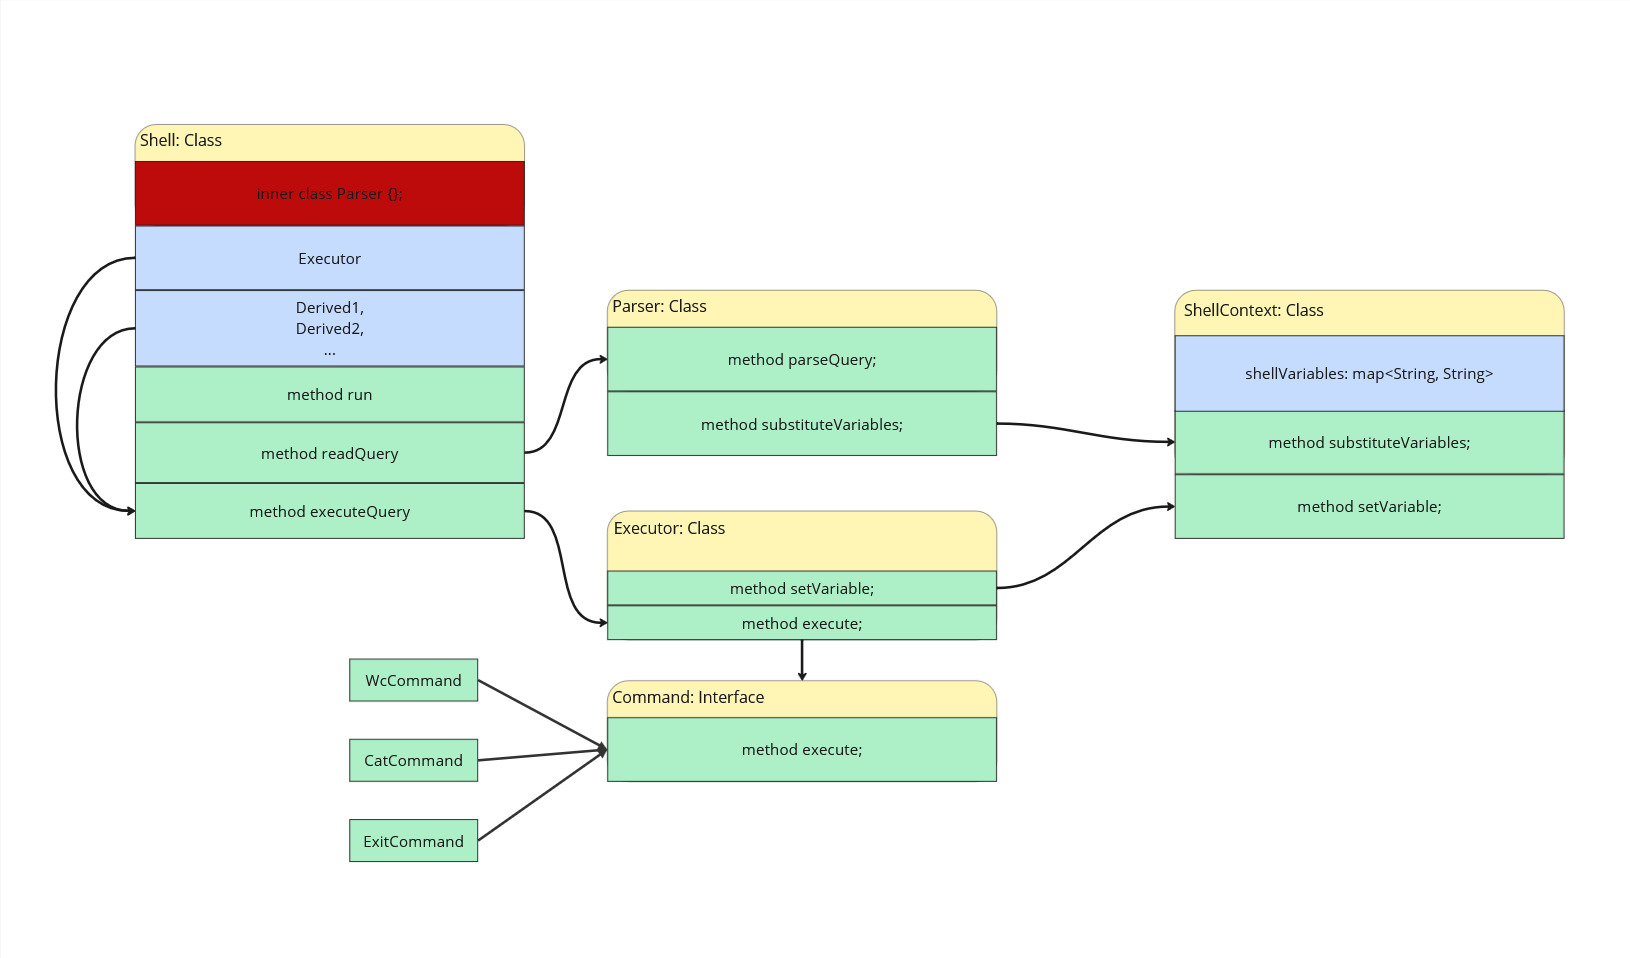 Shell: Class
inner class Parser {};
Executor
Derived1,
Derived2,
...
method run
method readQuery
method executeQuery
Parser: Class
method parseQuery;
method substituteVariables;
Executor: Class
method setVariable;
method execute;
Command: Interface
method execute;
WcCommand
CatCommand
ExitCommand
ShellContext: Class
shellVariables: map<String, String>
method substituteVariables;
method setVariable;